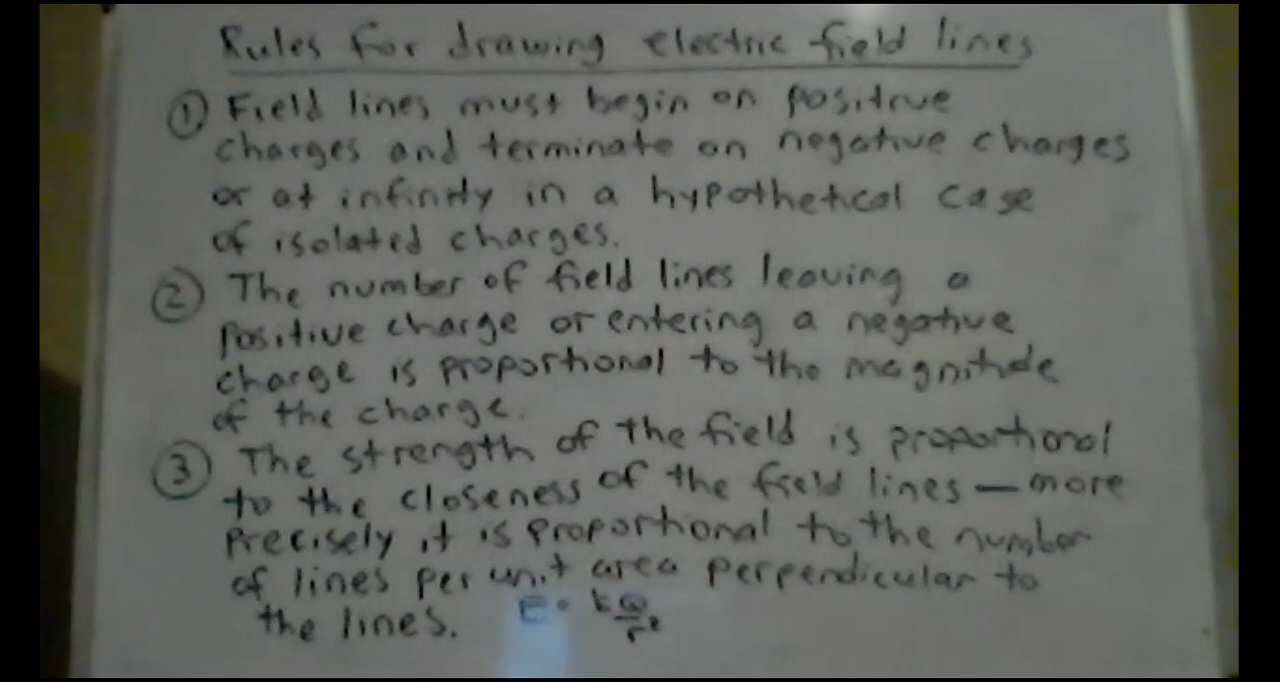 Rules for drawing electric field lines
① Field lines must begin on positive
charges and terminate on negative charges
or at infinity in a hypothetical case
of isolated charges.
② The number of field lines leaving a
positive charge or entering a negative
charge is proportional to the magnitude
of the charge.
③ The strength of the field is proportional
to the closeness of the field lines — more
precisely it is proportional to the number
of lines per unit area perpendicular to
the lines. E = kQ/r²